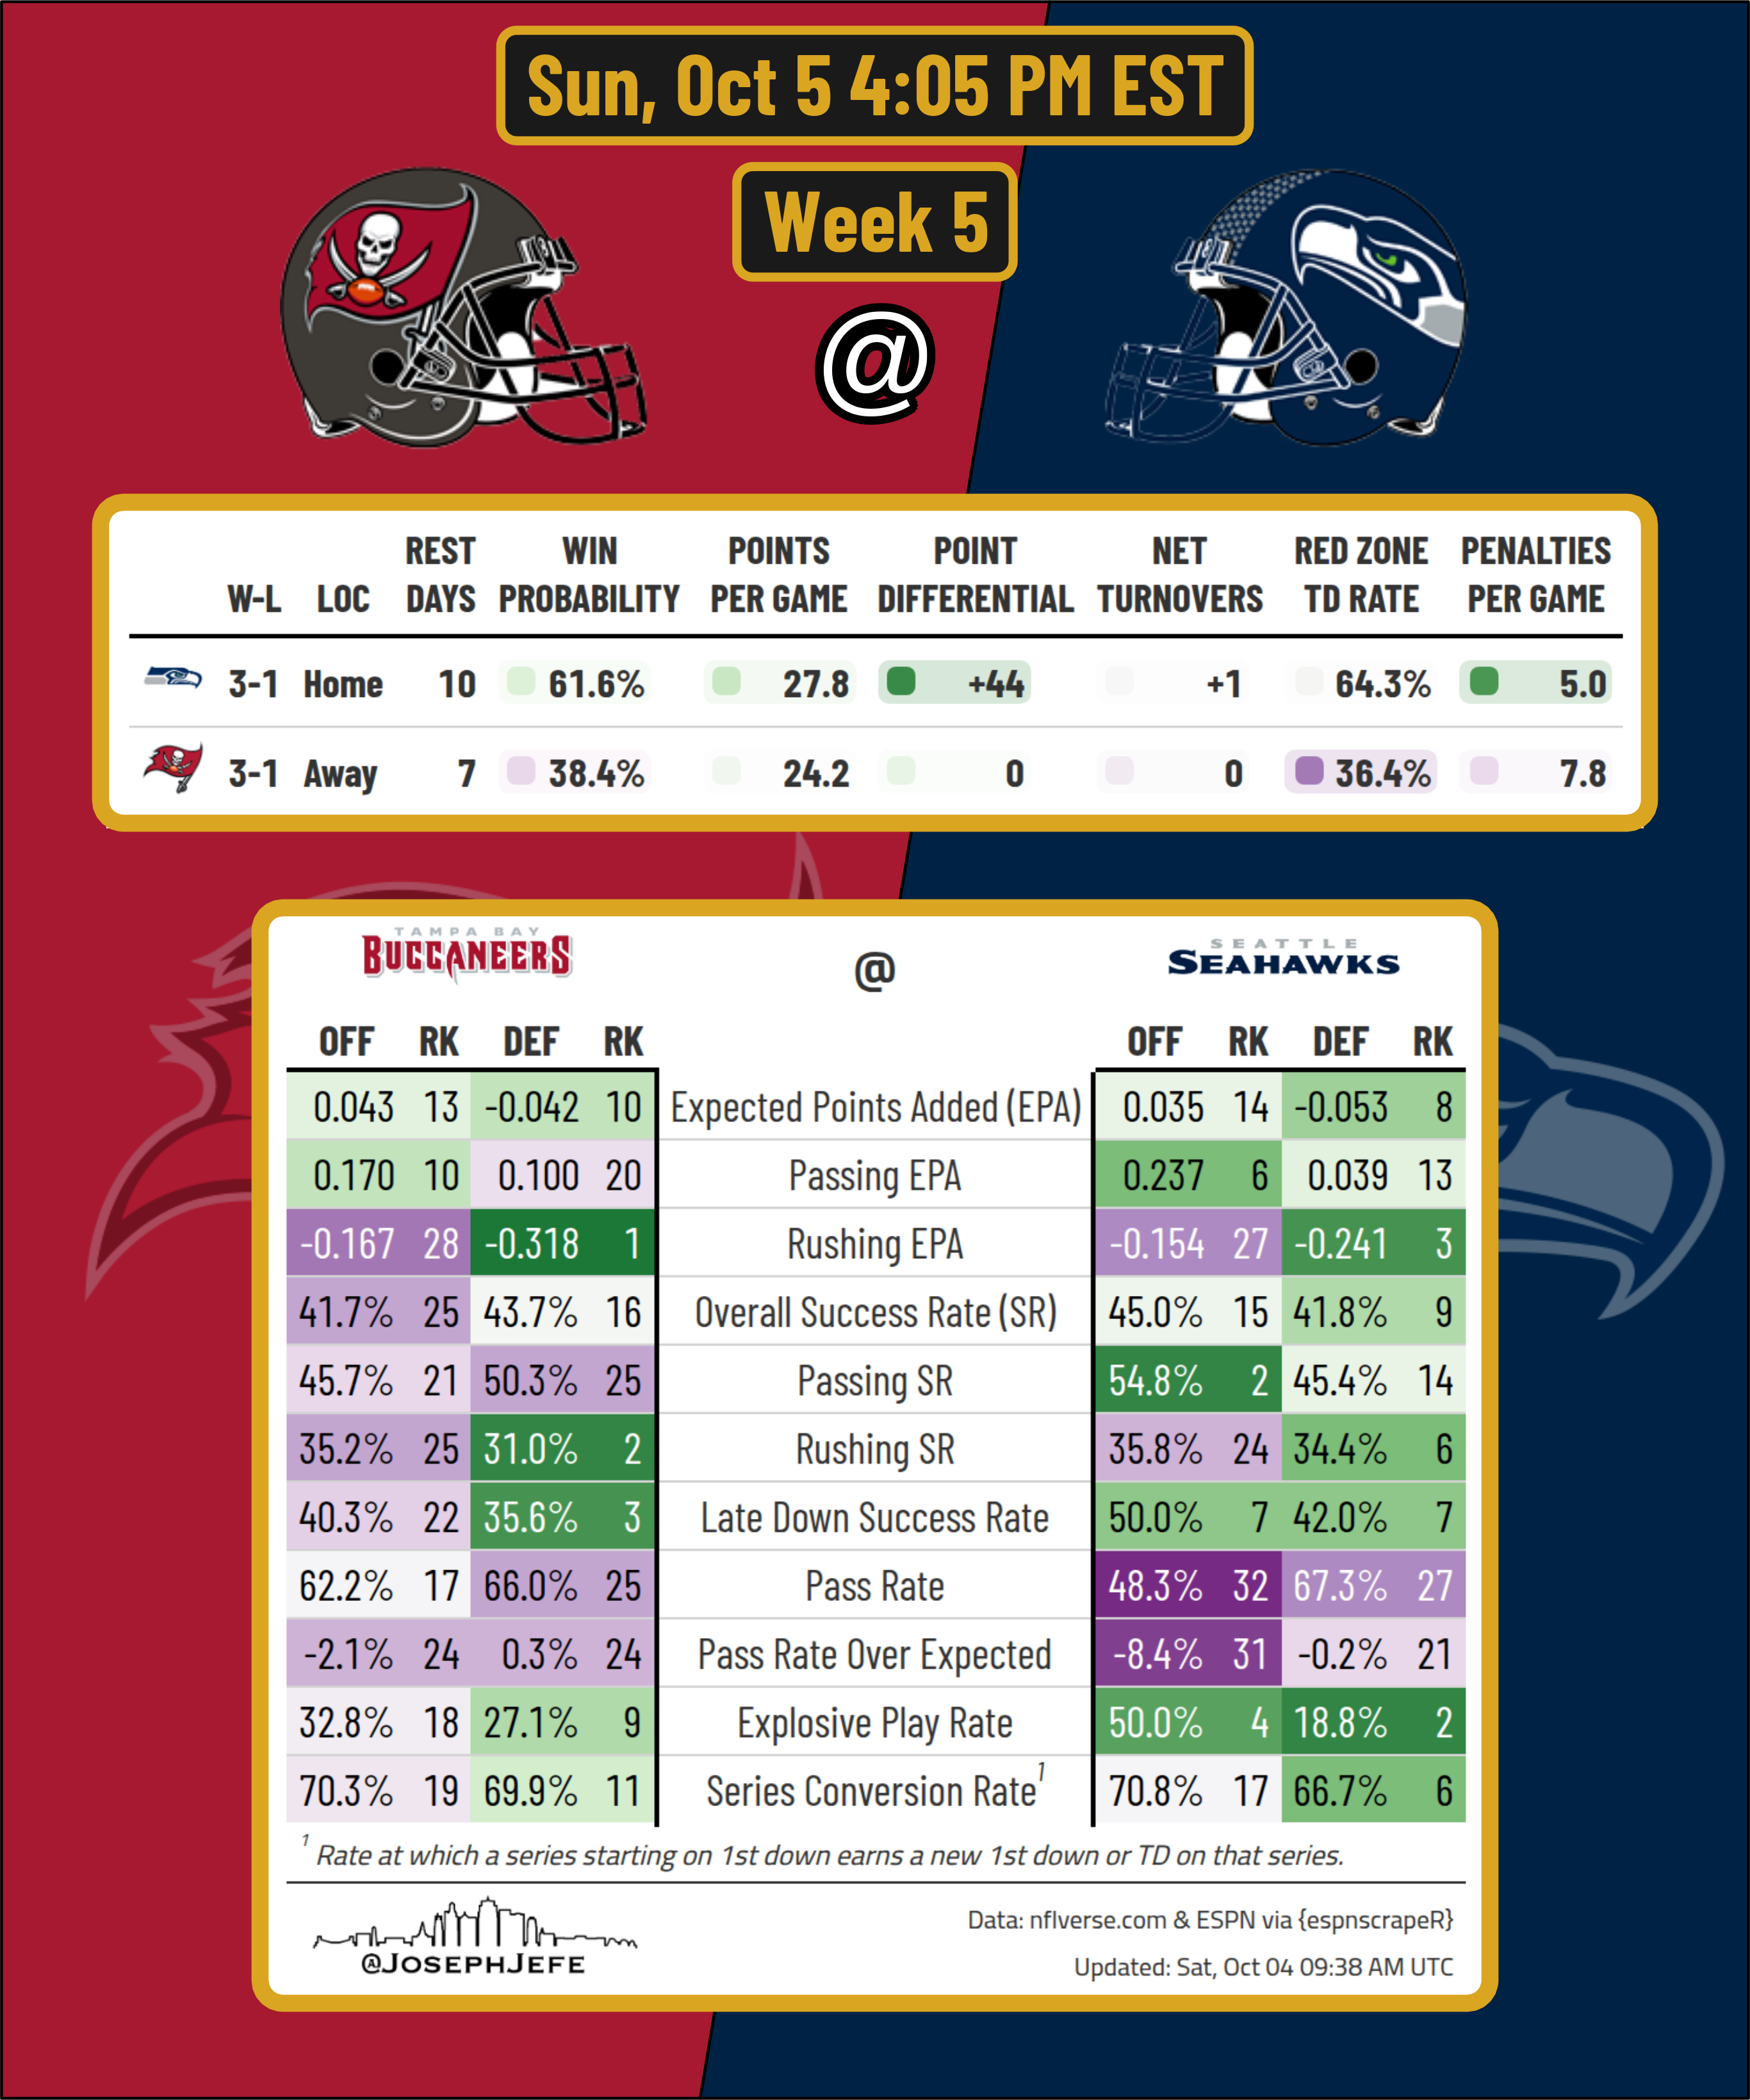 Sun, Oct 5 4:05 PM EST
Week 5
@
REST WIN POINTS POINT NET RED ZONE PENALTIES
W-L LOC DAYS PROBABILITY PER GAME DIFFERENTIAL TURNOVERS TD RATE PER GAME
3-1 Home 10 61.6% 27.8 +44 +1 64.3% 5.0
3-1 Away 7 38.4% 24.2 0 0 36.4% 7.8
TAMPA BAY SEATTLE
BUCCANEERS @ SEAHAWKS
OFF RK DEF RK OFF RK DEF RK
0.043 13 -0.042 10 Expected Points Added (EPA) 0.035 14 -0.053 8
0.170 10 0.100 20 Passing EPA 0.237 6 0.039 13
-0.167 28 -0.318 1 Rushing EPA -0.154 27 -0.241 3
41.7% 25 43.7% 16 Overall Success Rate (SR) 45.0% 15 41.8% 9
45.7% 21 50.3% 25 Passing SR 54.8% 2 45.4% 14
35.2% 25 31.0% 2 Rushing SR 35.8% 24 34.4% 6
40.3% 22 35.6% 3 Late Down Success Rate 50.0% 7 42.0% 7
62.2% 17 66.0% 25 Pass Rate 48.3% 32 67.3% 27
-2.1% 24 0.3% 24 Pass Rate Over Expected -8.4% 31 -0.2% 21
32.8% 18 27.1% 9 Explosive Play Rate 50.0% 4 18.8% 2
70.3% 19 69.9% 11 Series Conversion Rate¹ 70.8% 17 66.7% 6
¹ Rate at which a series starting on 1st down earns a new 1st down or TD on that series.
@JOSEPHJEFE
Data: nflverse.com & ESPN via {espnscrapeR}
Updated: Sat, Oct 04 09:38 AM UTC